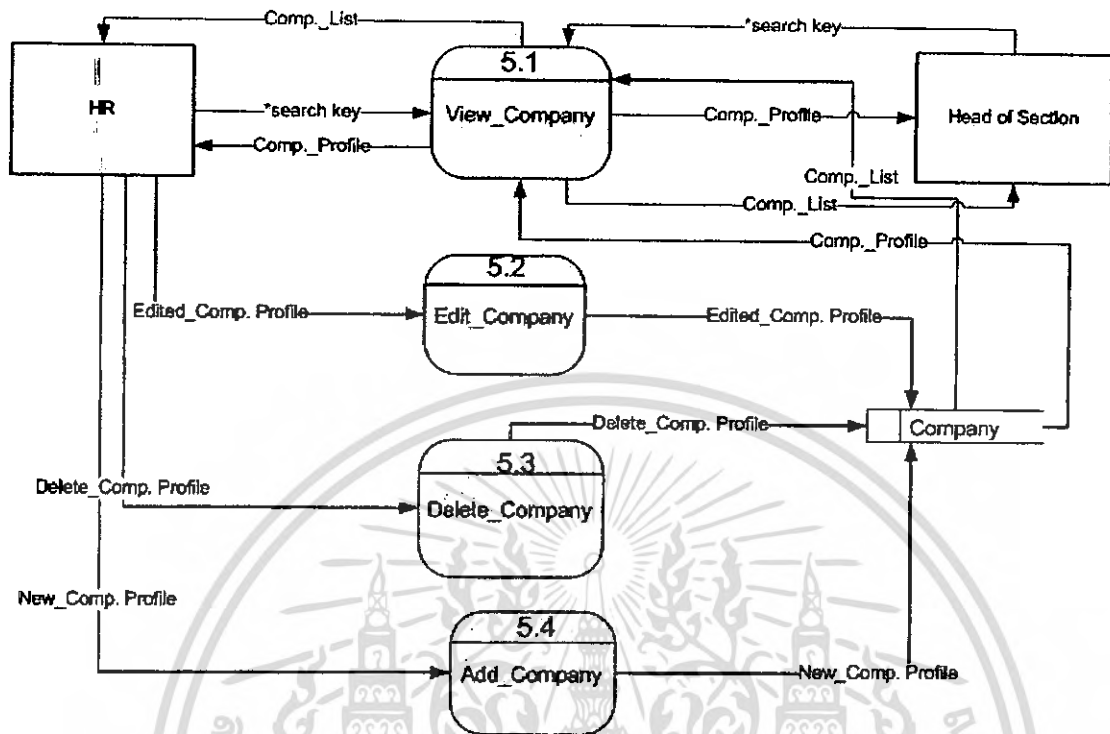 Comp._List
*search key
5.1
HR
View_Company
Head of Section
*search key
Comp._Profile
Comp._Profile
Comp._List
Comp._List
Comp._Profile
5.2
Edited_Comp. Profile
Edit_Company
Edited_Comp. Profile
Delete_Comp. Profile
Company
5.3
Delete_Comp. Profile
Delete_Company
New_Comp. Profile
5.4
Add_Company
New_Comp. Profile